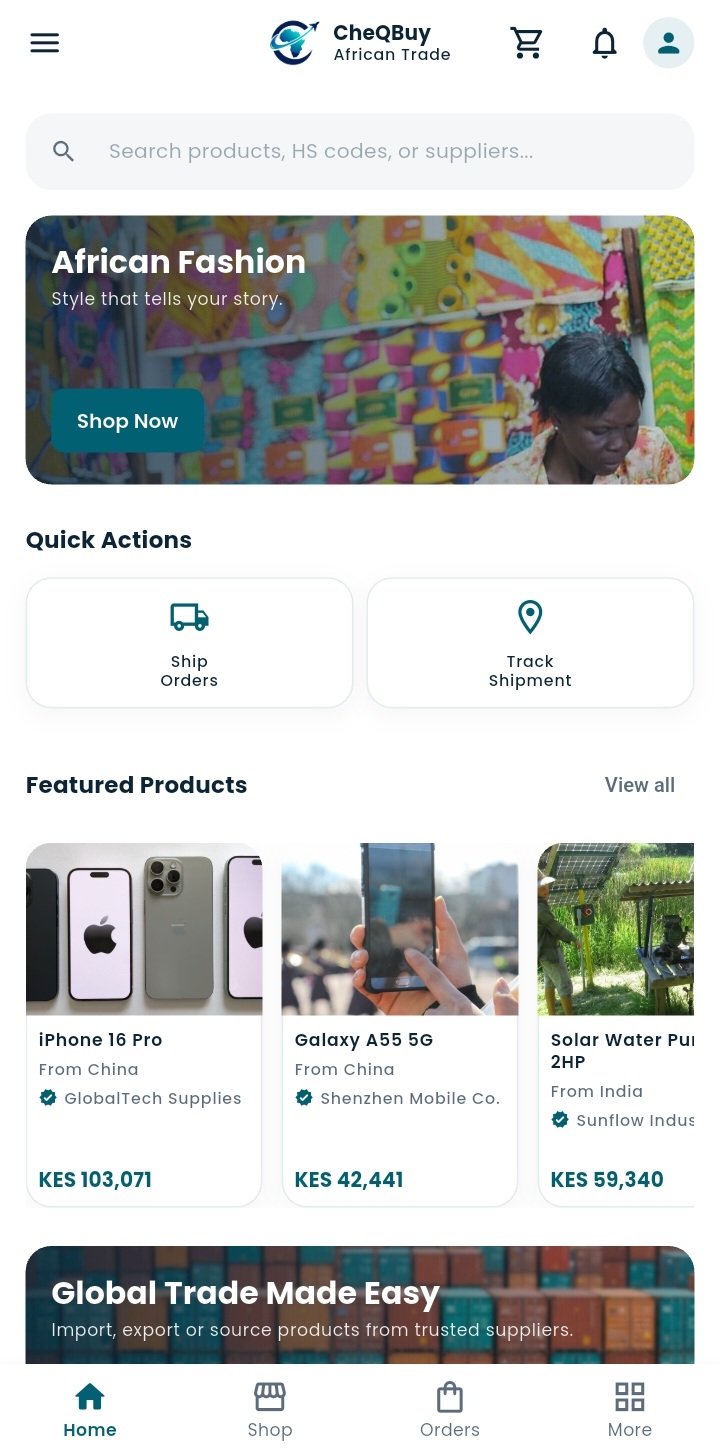 CheQBuy
African Trade
Search products, HS codes, or suppliers...
African Fashion
Style that tells your story.
Shop Now
Quick Actions
Ship
Orders
Track
Shipment
Featured Products
View all
iPhone 16 Pro
From China
GlobalTech Supplies
KES 103,071
Galaxy A55 5G
From China
Shenzhen Mobile Co.
KES 42,441
Solar Water Pu
2HP
From India
Sunflow Indus
KES 59,340
Global Trade Made Easy
Import, export or source products from trusted suppliers.
Home
Shop
Orders
More